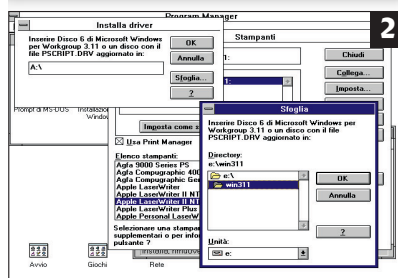 Program Manager
2
Installa driver
Inserire Disco 6 di Microsoft Windows
per Workgroup 3.11 o un disco con il
file PSCRIPT.DRV aggiornato in:
A:\
OK
Annulla
Sfoglia...
?
Stampanti
1:
1:
Chiudi
Collega...
Imposta...
Prompt di MS-DOS
Imposta come
Usa Print Manager
Elenco stampanti:
Agfa 9000 Series PS
Agfa Compugraphic 400
Agfa Compugraphic Gen
Apple LaserWriter
Apple LaserWriter II NT
Apple LaserWriter II NT
Apple LaserWriter Plus
Apple Personal LaserW
Selezionare una stampan
supplementari o per infor
pulsante ?
Sfoglia
Inserire Disco 6 di Microsoft Windows per
Workgroup 3.11 o un disco con il file
PSCRIPT.DRV aggiornato in:
Directory:
e:\win311
e:\
win311
OK
Annulla
?
Unità:
e:
Avvio
Giochi
Rete